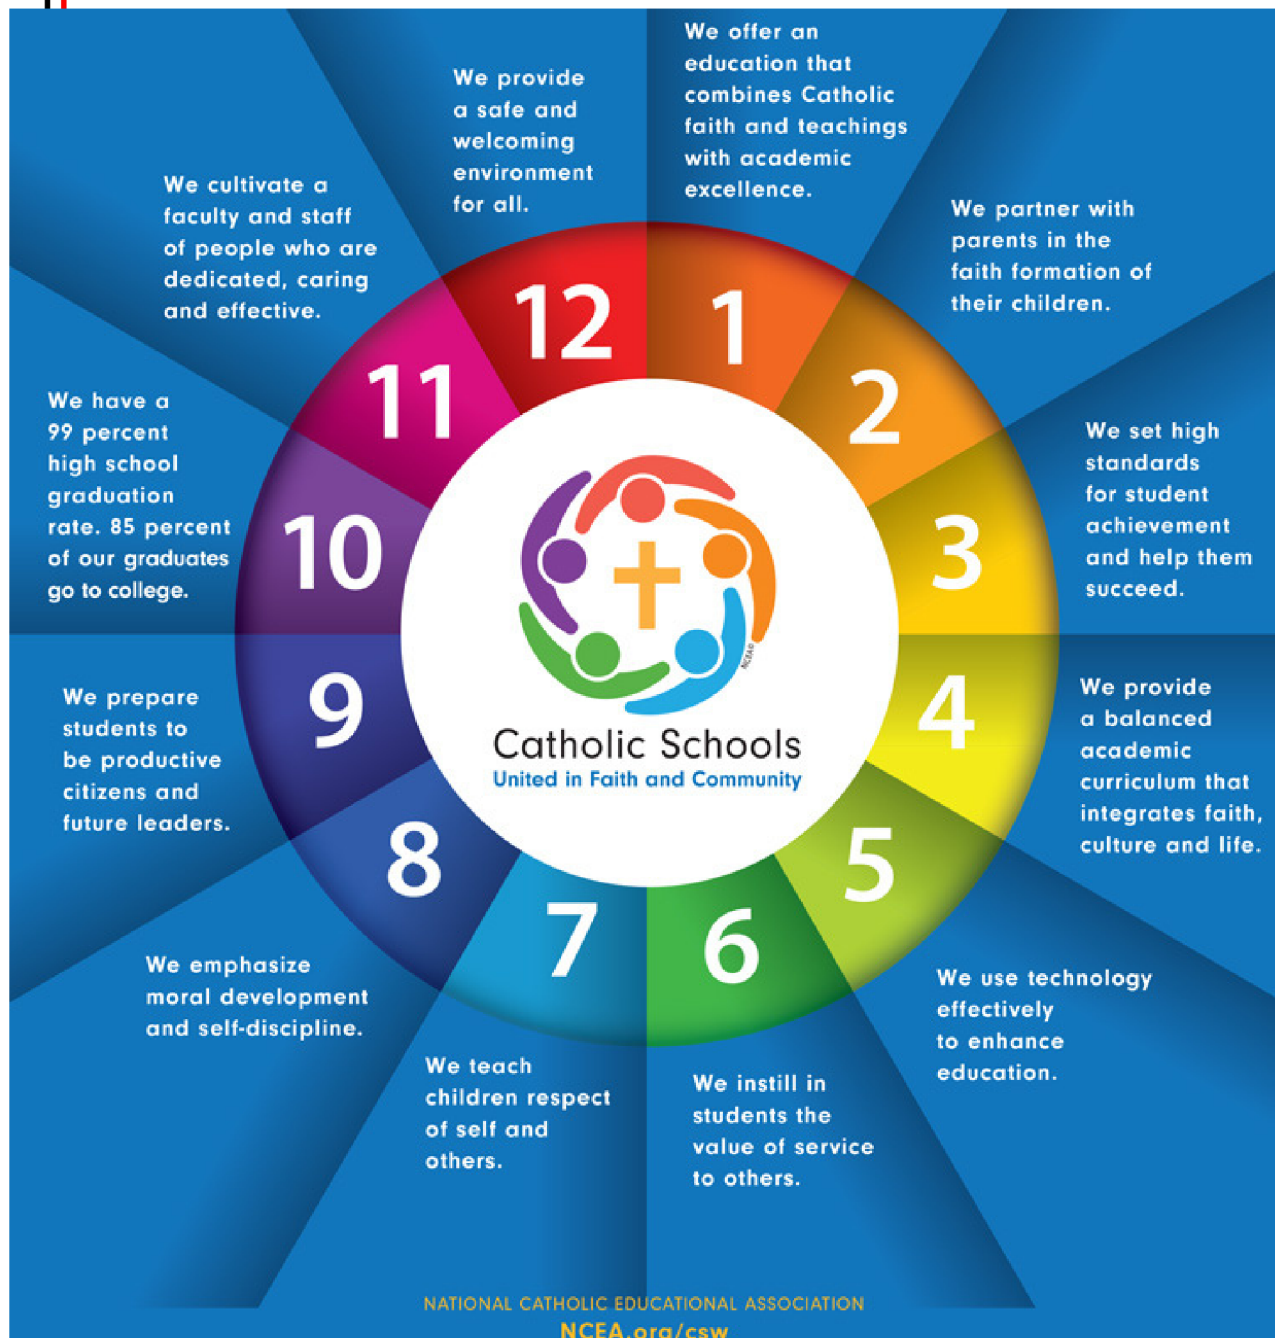 We offer an
education that
combines Catholic
faith and teachings
with academic
excellence.
We partner with
parents in the
faith formation of
their children.
We set high
standards
for student
achievement
and help them
succeed.
We provide
a balanced
academic
curriculum that
integrates faith,
culture and life.
We use technology
effectively
to enhance
education.
We instill in
students the
value of service
to others.
We teach
children respect
of self and
others.
We emphasize
moral development
and self-discipline.
We prepare
students to
be productive
citizens and
future leaders.
We have a
99 percent
high school
graduation
rate. 85 percent
of our graduates
go to college.
We cultivate a
faculty and staff
of people who are
dedicated, caring
and effective.
We provide
a safe and
welcoming
environment
for all.
1
2
3
4
5
6
7
8
9
10
11
12
NCEA©
Catholic Schools
United in Faith and Community
NATIONAL CATHOLIC EDUCATIONAL ASSOCIATION
NCEA.org/csw